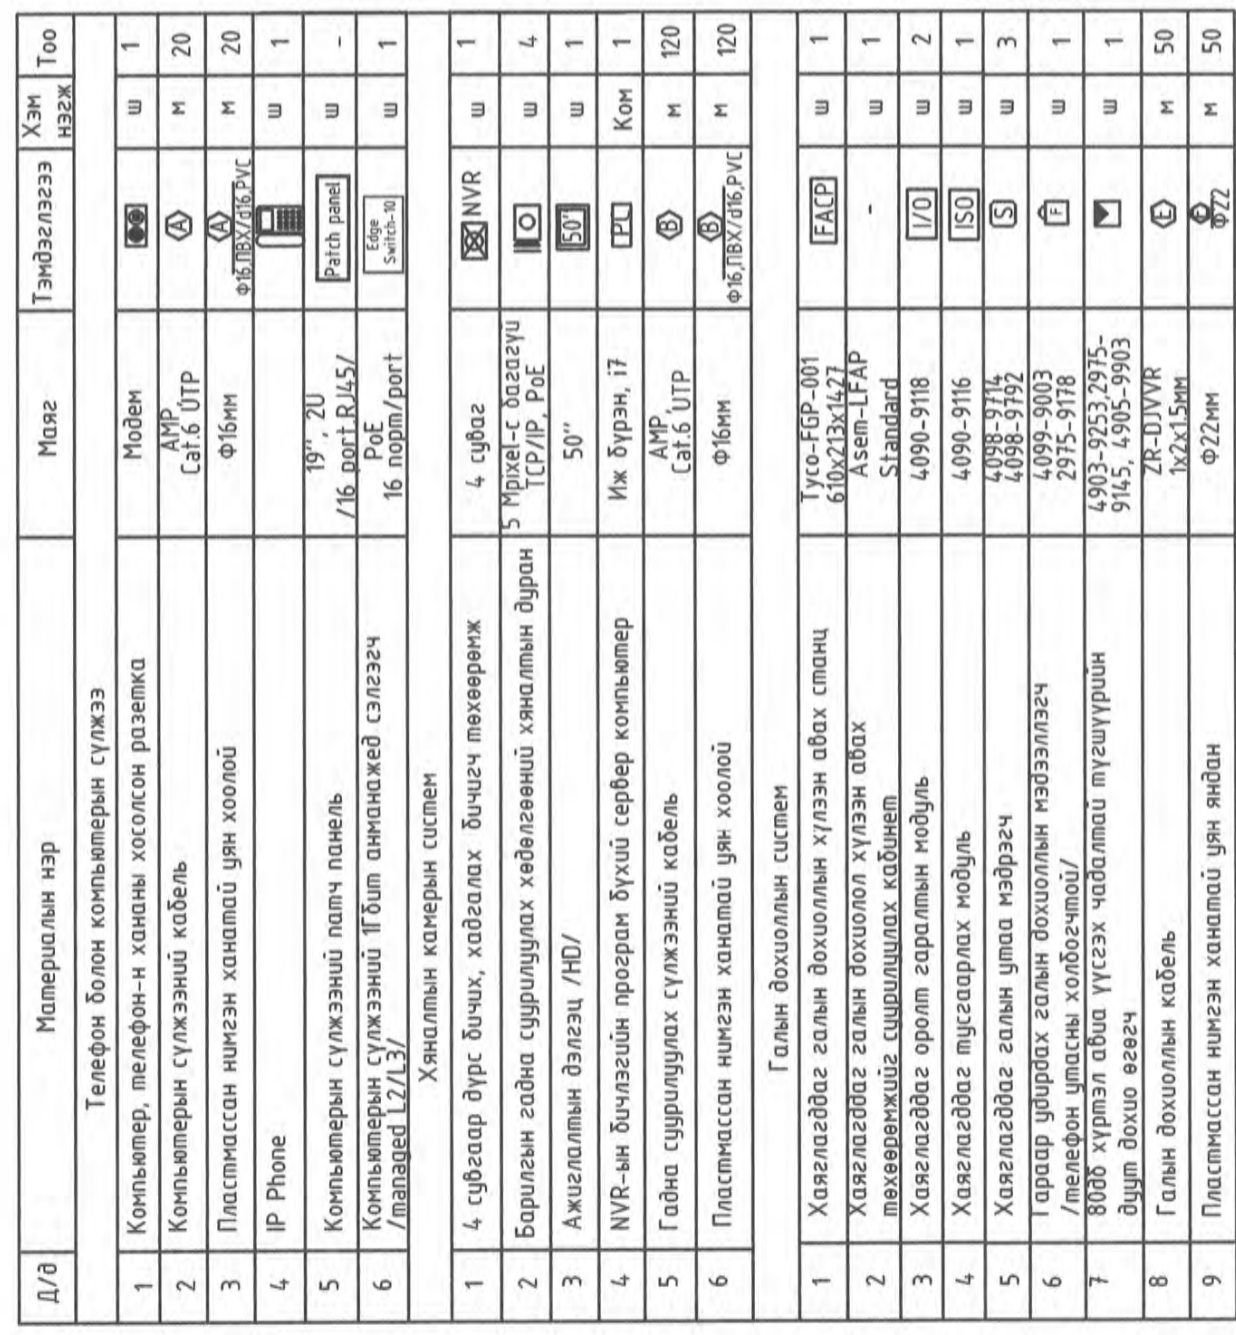 Д/д Материалын нэр Маяг Тэмдэглэгээ Хэм нэгж Тоо
Телефон болон компьютерын сүлжээ
1 Компьютер, телефон-н хананы хосолсон разетка Модем ш 1
2 Компьютерын сүлжээний кабель AMP, Cat.6 UTP A м 20
3 Пластмассан нимгэн ханатай уян хоолой Ф16мм A Ф16,ПВХ/d16,PVC м 20
4 IP Phone ш 1
5 Компьютерын сүлжээний патч панель 19'', 2U /16 port,RJ45/ Patch panel ш -
6 Компьютерын сүлжээний 1Гбит анманажед сэлгэгч /managed L2/L3/ PoE 16 порт/port Edge Switch-10 ш 1
Хяналтын камерын систем
1 4 сувгаар дүрс бичих, хадгалах бичигч төхөөрөмж 4 суваг NVR ш 1
2 Барилгын гадна суурилуулах хөдөлгөөний хяналтын дуран 5 Mpixel-с багагүй TCP/IP, PoE ш 4
3 Ажиглалтын дэлгэц /HD/ 50'' 50'' ш 1
4 NVR-ын бичлэгийн програм бүхий сервер компьютер Иж бүрэн, i7 PC Ком 1
5 Гадна суурилуулах сүлжээний кабель AMP, Cat.6 UTP B м 120
6 Пластмассан нимгэн ханатай уян хоолой Ф16мм B Ф16,ПВХ/d16,PVC м 120
Галын дохиоллын систем
1 Хаяглагддаг галын дохиоллын хүлээн авах станц Tyco-FGP-001 610x213x1427 FACP ш 1
2 Хаяглагддаг галын дохиолол хүлээн авах төхөөрөмжийг суурилуулах кабинет Asem-LFAP Standard - ш 1
3 Хаяглагддаг оролт гаралтын модуль 4090-9118 I/O ш 2
4 Хаяглагддаг тусгаарлах модуль 4090-9116 ISO ш 1
5 Хаяглагддаг галын утаа мэдрэгч 4098-9714 4098-9792 S ш 3
6 Гараар удирдах галын дохиоллын мэдээллэгч /телефон утасны холбогчтой/ 4099-9003 2975-9178 F ш 1
7 80дб хүртэл авиа үүсгэх чадалтай түгшүүрийн дуут дохио өгөгч 4903-9253,2975-9145, 4905-9903 ш 1
8 Галын дохиоллын кабель ZR-DJVVR 1x2x1.5мм E м 50
9 Пластмассан нимгэн ханатай уян яндан Ф22мм Ф22 м 50